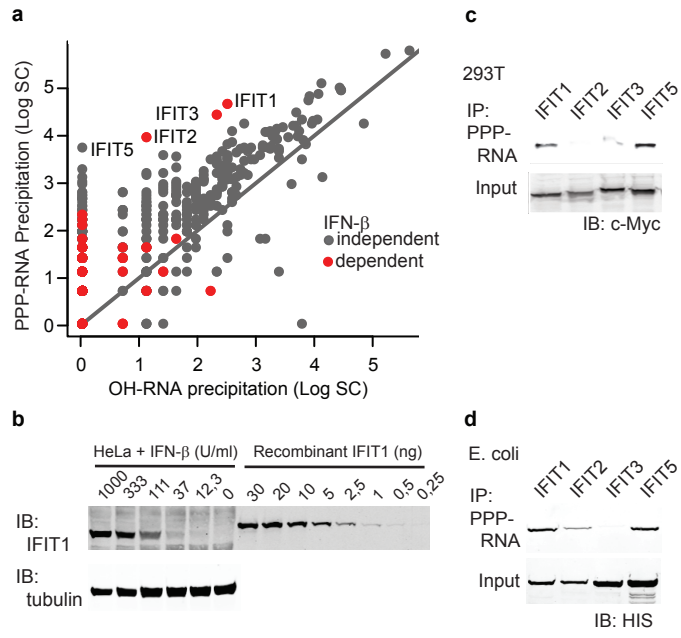 a
PPP-RNA Precipitation (Log SC)
5
4
3
2
1
0
IFIT3
IFIT1
IFIT2
IFIT5
IFN-β
independent
dependent
0 1 2 3 4 5
OH-RNA precipitation (Log SC)
b
HeLa + IFN-β (U/ml) Recombinant IFIT1 (ng)
1000 333 111 37 12,3 0 30 20 10 5 2,5 1 0,5 0,25
IB:
IFIT1
IB:
tubulin
c
293T
IFIT1 IFIT2 IFIT3 IFIT5
IP:
PPP-
RNA
Input
IB: c-Myc
d
E. coli
IFIT1 IFIT2 IFIT3 IFIT5
IP:
PPP-
RNA
Input
IB: HIS